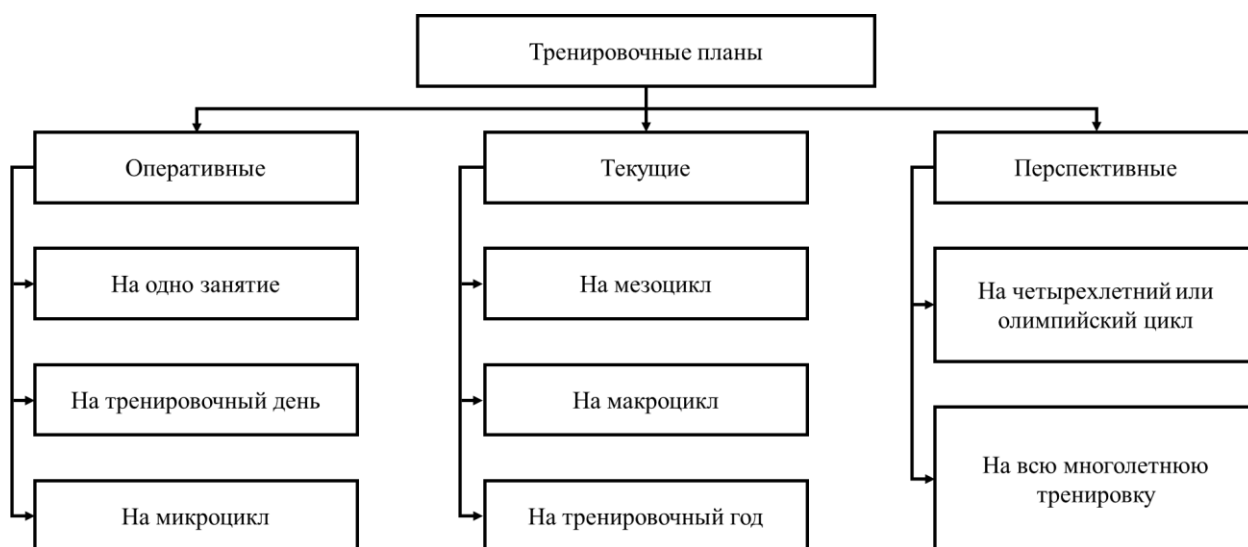 Тренировочные планы
Оперативные
Текущие
Перспективные
На одно занятие
На мезоцикл
На четырехлетний или
олимпийский цикл
На тренировочный день
На макроцикл
На всю многолетнюю
тренировку
На микроцикл
На тренировочный год